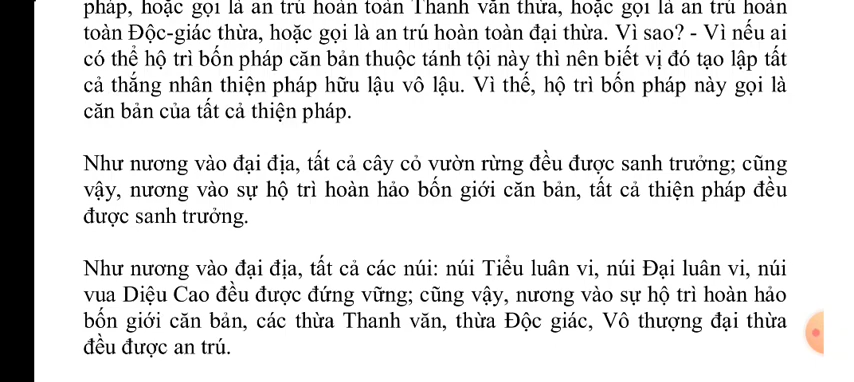 pháp, hoặc gọi là an trú hoàn toàn Thanh văn thừa, hoặc gọi là an trú hoàn
toàn Độc-giác thừa, hoặc gọi là an trú hoàn toàn đại thừa. Vì sao? - Vì nếu ai
có thể hộ trì bốn pháp căn bản thuộc tánh tội này thì nên biết vị đó tạo lập tất
cả thắng nhân thiện pháp hữu lậu vô lậu. Vì thế, hộ trì bốn pháp này gọi là
căn bản của tất cả thiện pháp.
Như nương vào đại địa, tất cả cây cỏ vườn rừng đều được sanh trưởng; cũng
vậy, nương vào sự hộ trì hoàn hảo bốn giới căn bản, tất cả thiện pháp đều
được sanh trưởng.
Như nương vào đại địa, tất cả các núi: núi Tiểu luân vi, núi Đại luân vi, núi
vua Diệu Cao đều được đứng vững; cũng vậy, nương vào sự hộ trì hoàn hảo
bốn giới căn bản, các thừa Thanh văn, thừa Độc giác, Vô thượng đại thừa
đều được an trú.